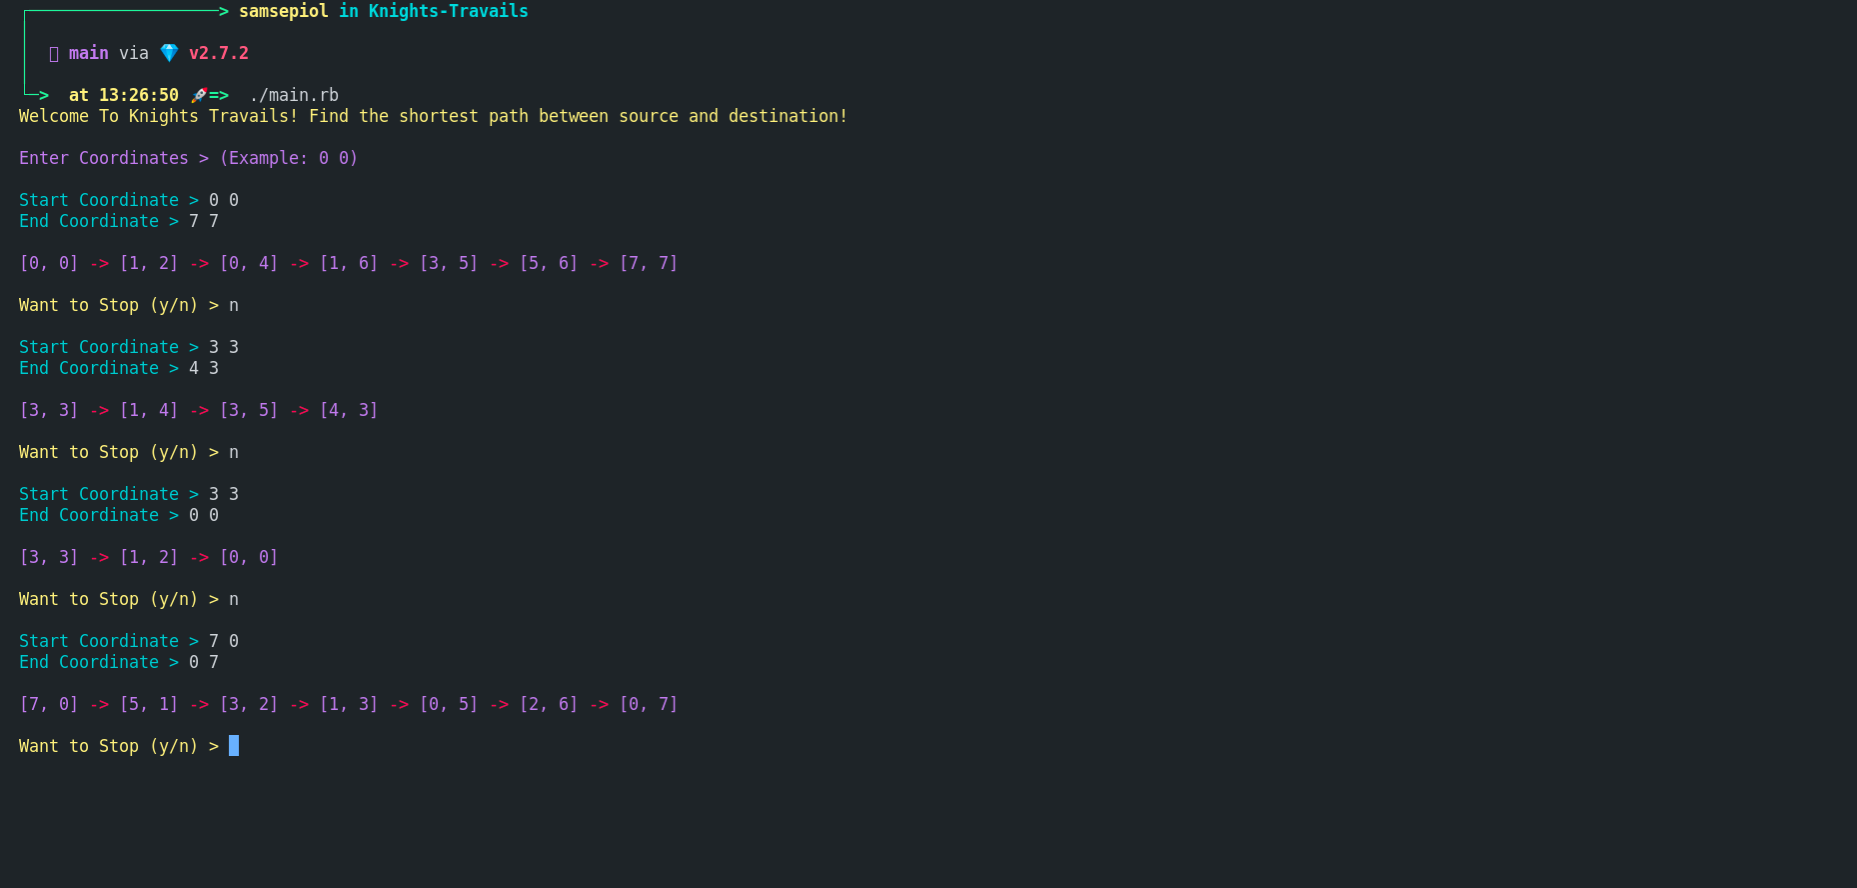 > samsepiol in Knights-Travails
main via 💎 v2.7.2
> at 13:26:50 🚀=> ./main.rb
Welcome To Knights Travails! Find the shortest path between source and destination!
Enter Coordinates > (Example: 0 0)
Start Coordinate > 0 0
End Coordinate > 7 7
[0, 0] -> [1, 2] -> [0, 4] -> [1, 6] -> [3, 5] -> [5, 6] -> [7, 7]
Want to Stop (y/n) > n
Start Coordinate > 3 3
End Coordinate > 4 3
[3, 3] -> [1, 4] -> [3, 5] -> [4, 3]
Want to Stop (y/n) > n
Start Coordinate > 3 3
End Coordinate > 0 0
[3, 3] -> [1, 2] -> [0, 0]
Want to Stop (y/n) > n
Start Coordinate > 7 0
End Coordinate > 0 7
[7, 0] -> [5, 1] -> [3, 2] -> [1, 3] -> [0, 5] -> [2, 6] -> [0, 7]
Want to Stop (y/n) >